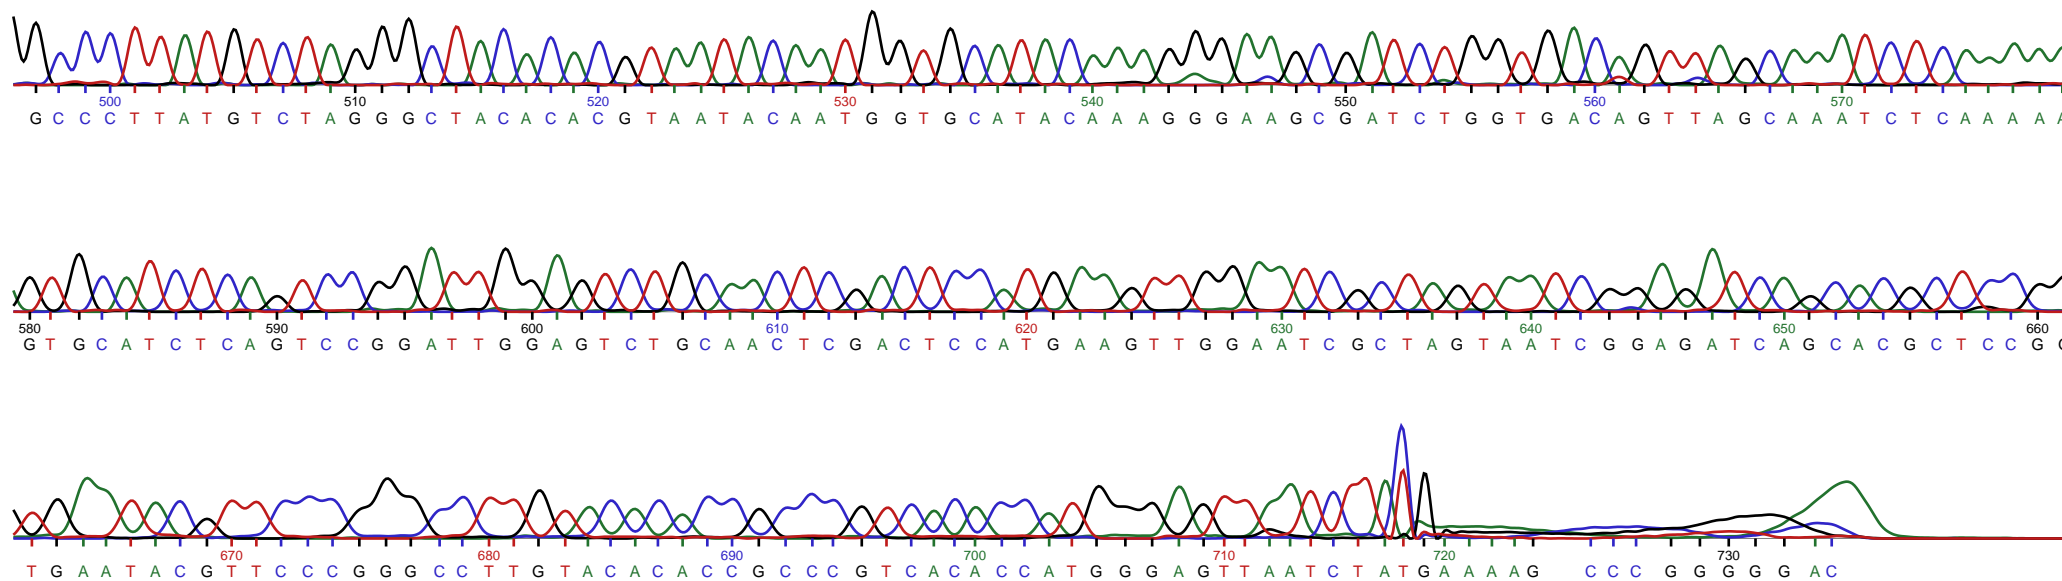 500 510 520 530 540 550 560 570
G C C C T T A T G T C T A G G G C T A C A C A C G T A A T A C A A T G G T G C A T A C A A A G G G A A G C G A T C T G G T G A C A G T T A G C A A A T C T C A A A A A
580 590 600 610 620 630 640 650 660
G T G C A T C T C A G T C C G G A T T G G A G T C T G C A A C T C G A C T C C A T G A A G T T G G A A T C G C T A G T A A T C G G A G A T C A G C A C G C T C C G G
670 680 690 700 710 720 730
T G A A T A C G T T C C C G G G C C T T G T A C A C A C C G C C C G T C A C A C C A T G G G A G T T A A T C T A T G A A A A G C C C G G G G G A C